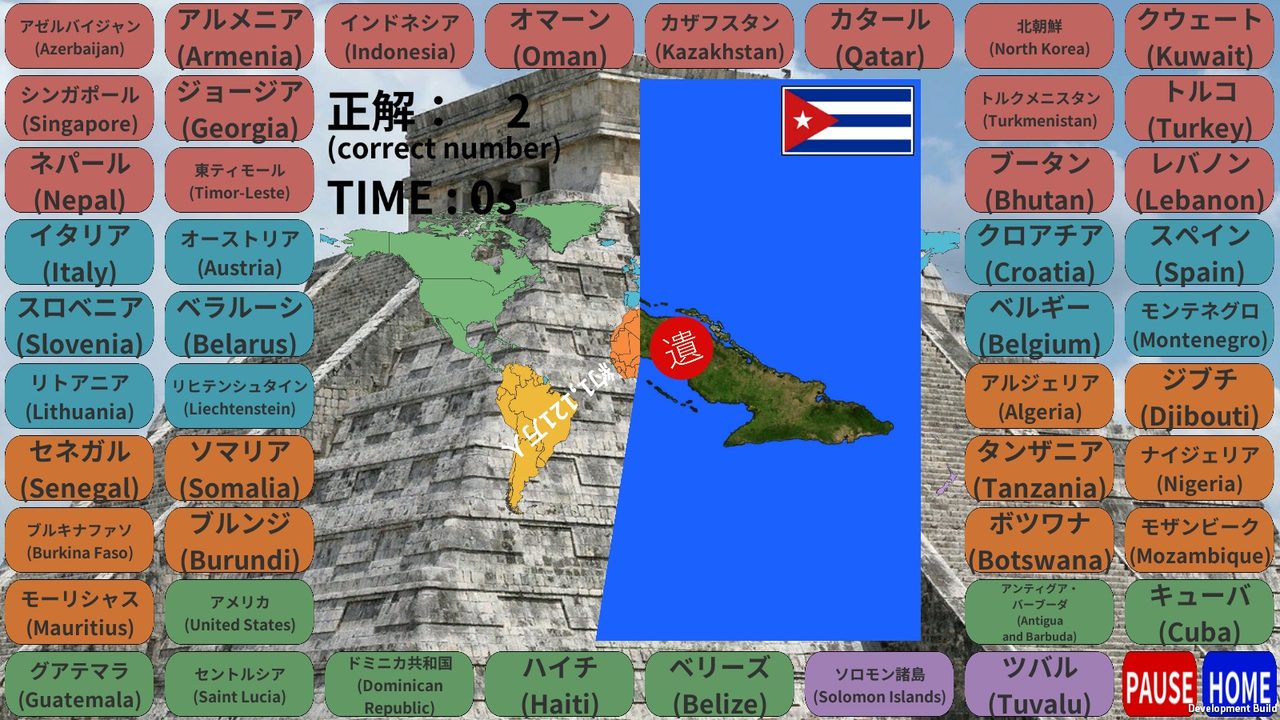 アゼルバイジャン
(Azerbaijan)
アルメニア
(Armenia)
インドネシア
(Indonesia)
オマーン
(Oman)
カザフスタン
(Kazakhstan)
カタール
(Qatar)
北朝鮮
(North Korea)
クウェート
(Kuwait)
シンガポール
(Singapore)
ジョージア
(Georgia)
正解： 2
(correct number)
TIME : 0s
トルクメニスタン
(Turkmenistan)
トルコ
(Turkey)
ネパール
(Nepal)
東ティモール
(Timor-Leste)
ブータン
(Bhutan)
レバノン
(Lebanon)
イタリア
(Italy)
オーストリア
(Austria)
クロアチア
(Croatia)
スペイン
(Spain)
スロベニア
(Slovenia)
ベラルーシ
(Belarus)
遺
約1,121万人
ベルギー
(Belgium)
モンテネグロ
(Montenegro)
リトアニア
(Lithuania)
リヒテンシュタイン
(Liechtenstein)
アルジェリア
(Algeria)
ジブチ
(Djibouti)
セネガル
(Senegal)
ソマリア
(Somalia)
タンザニア
(Tanzania)
ナイジェリア
(Nigeria)
ブルキナファソ
(Burkina Faso)
ブルンジ
(Burundi)
ボツワナ
(Botswana)
モザンビーク
(Mozambique)
モーリシャス
(Mauritius)
アメリカ
(United States)
アンティグア・
バーブーダ
(Antigua
and Barbuda)
キューバ
(Cuba)
グアテマラ
(Guatemala)
セントルシア
(Saint Lucia)
ドミニカ共和国
(Dominican
Republic)
ハイチ
(Haiti)
ベリーズ
(Belize)
ソロモン諸島
(Solomon Islands)
ツバル
(Tuvalu)
PAUSE
HOME
Development Build